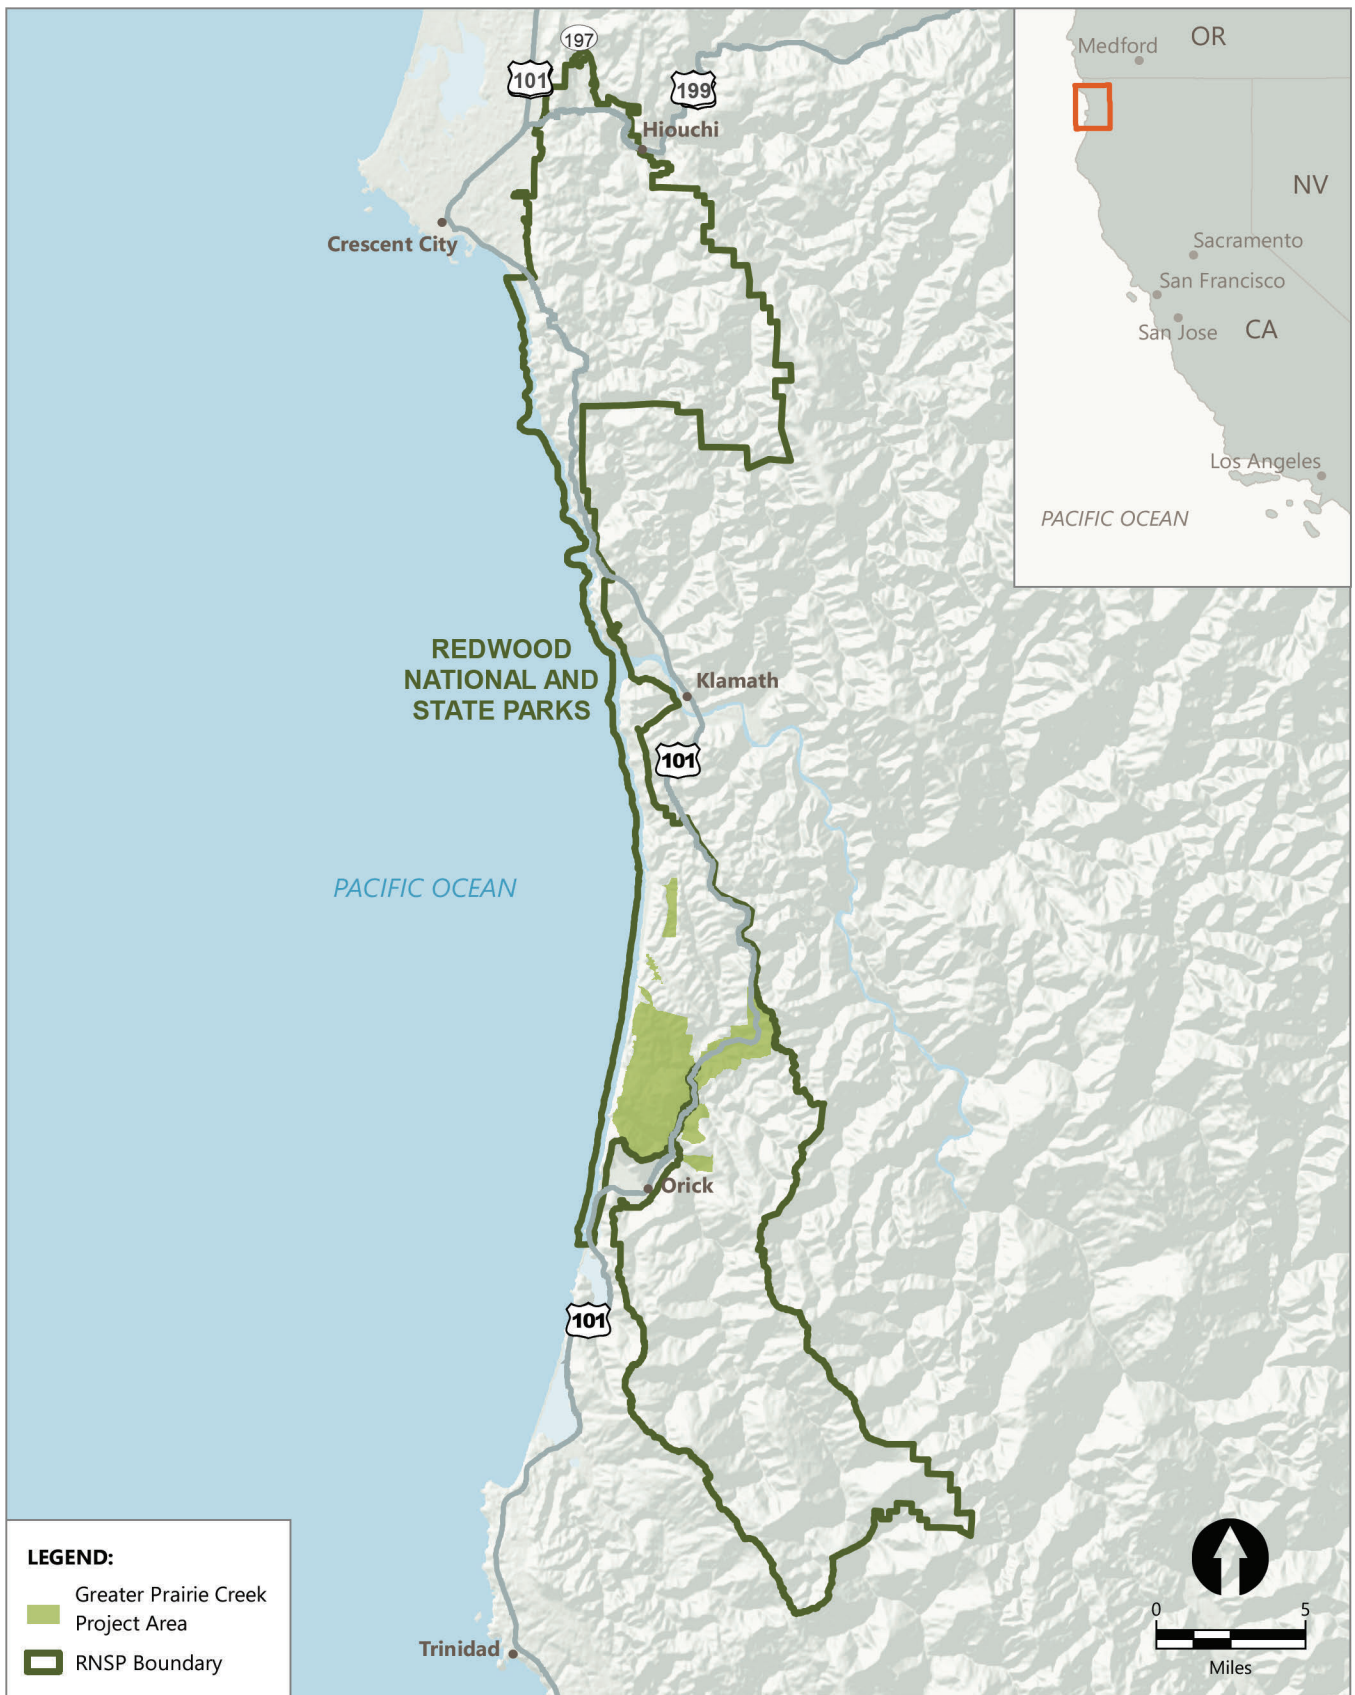 197
101
199
Hiouchi
Crescent City
REDWOOD
NATIONAL AND
STATE PARKS
Klamath
101
PACIFIC OCEAN
Orick
101
Trinidad
Medford
OR
NV
Sacramento
San Francisco
San Jose
CA
Los Angeles
PACIFIC OCEAN
LEGEND:
Greater Prairie Creek
Project Area
RNSP Boundary
0 5
Miles